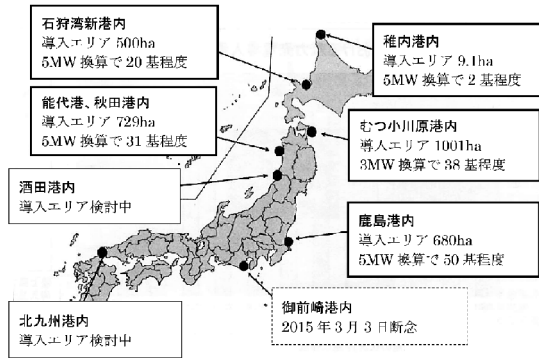 石狩湾新港内
導入エリア 500ha
5MW 換算で 20 基程度
稚内港内
導入エリア 9.1ha
5MW 換算で 2 基程度
能代港、秋田港内
導入エリア 729ha
5MW 換算で 31 基程度
むつ小川原港内
導入エリア 1001ha
3MW 換算で 38 基程度
酒田港内
導入エリア検討中
鹿島港内
導入エリア 680ha
5MW 換算で 50 基程度
北九州港内
導入エリア検討中
御前崎港内
2015 年 3 月 3 日断念